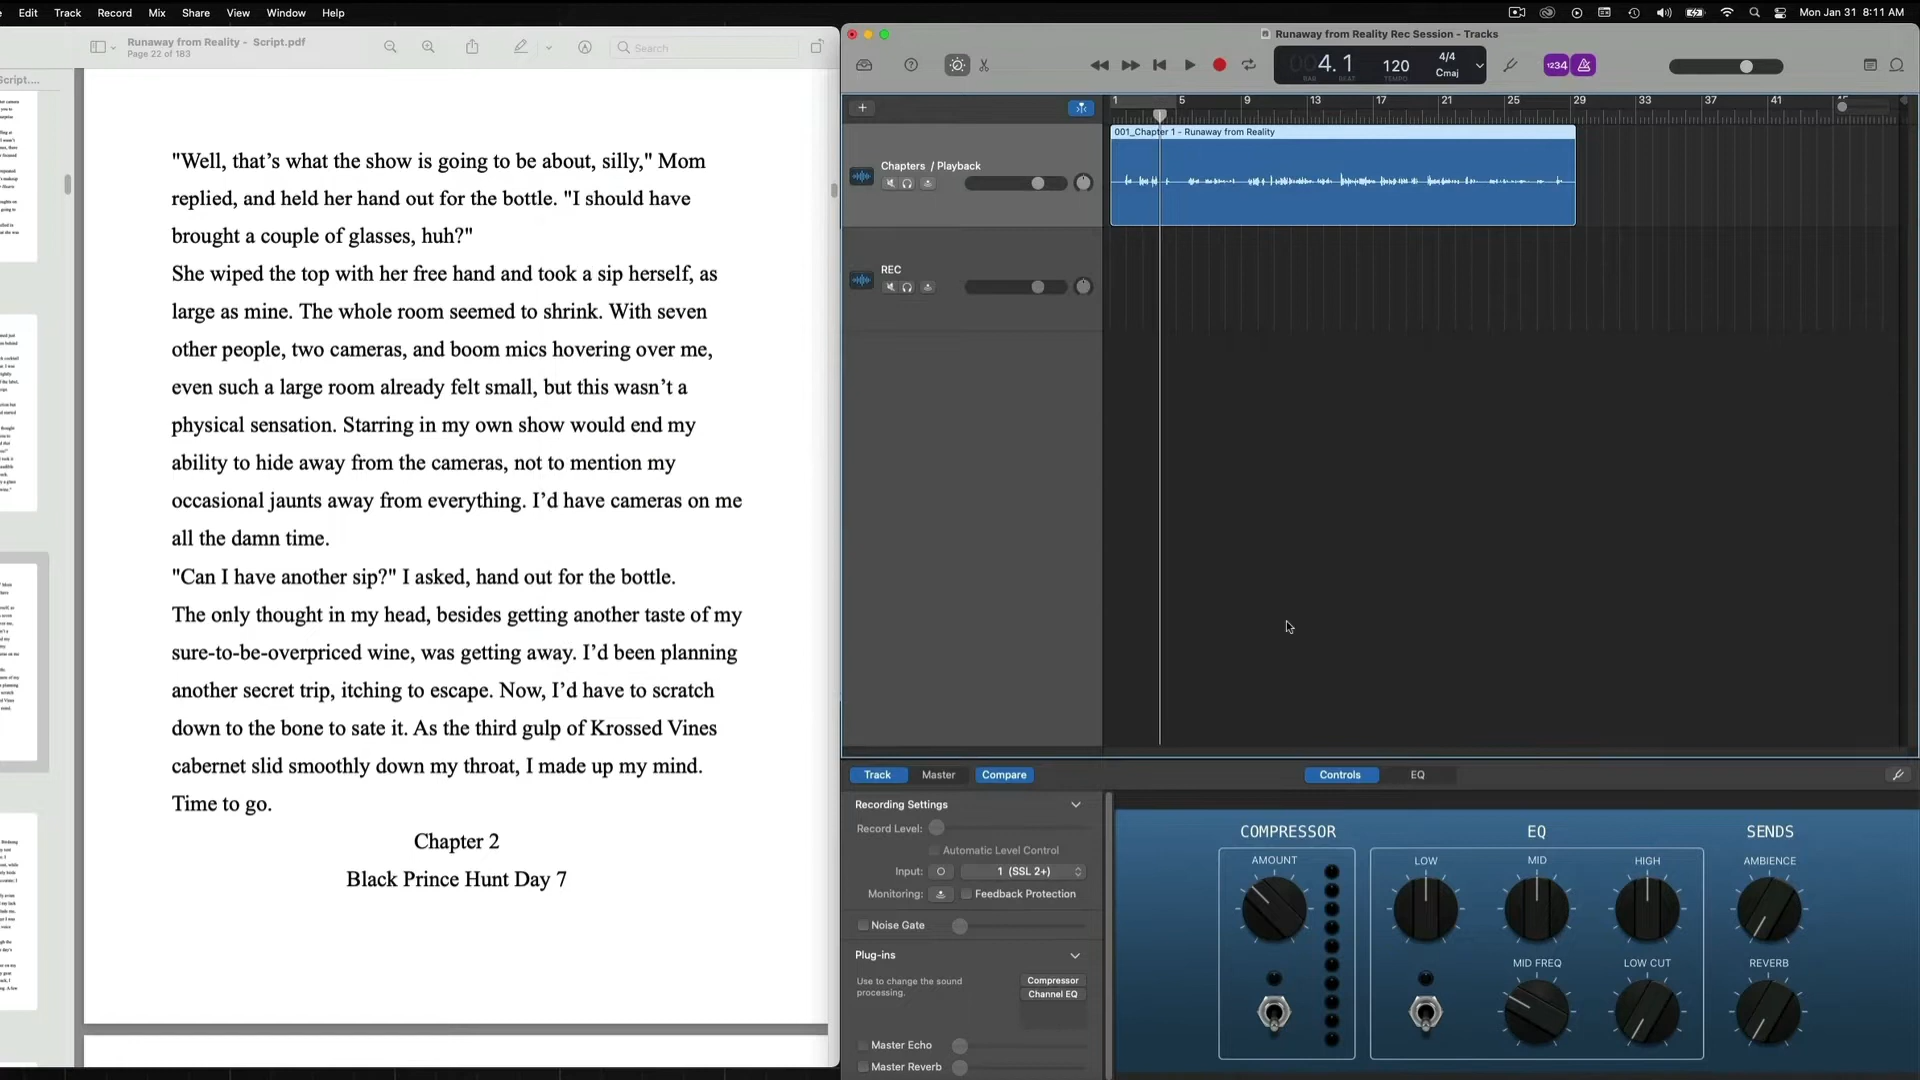 Edit Track Record Mix Share View Window Help
Mon Jan 31 8:11 AM
Runaway from Reality - Script.pdf
Page 22 of 183
Search
Script....
"Well, that’s what the show is going to be about, silly," Mom
replied, and held her hand out for the bottle. "I should have
brought a couple of glasses, huh?"
She wiped the top with her free hand and took a sip herself, as
large as mine. The whole room seemed to shrink. With seven
other people, two cameras, and boom mics hovering over me,
even such a large room already felt small, but this wasn’t a
physical sensation. Starring in my own show would end my
ability to hide away from the cameras, not to mention my
occasional jaunts away from everything. I’d have cameras on me
all the damn time.
"Can I have another sip?" I asked, hand out for the bottle.
The only thought in my head, besides getting another taste of my
sure-to-be-overpriced wine, was getting away. I’d been planning
another secret trip, itching to escape. Now, I’d have to scratch
down to the bone to sate it. As the third gulp of Krossed Vines
cabernet slid smoothly down my throat, I made up my mind.
Time to go.
Chapter 2
Black Prince Hunt Day 7
Runaway from Reality Rec Session - Tracks
004.1 120 4/4
Cmaj
BAR BEAT TEMPO
1234
1 5 9 13 17 21 25 29 33 37 41 45
001_Chapter 1 - Runaway from Reality
Chapters / Playback
REC
Track Master Compare
Controls EQ
Recording Settings
Record Level:
Automatic Level Control
Input: 1 (SSL 2+)
Monitoring: Feedback Protection
Noise Gate
Plug-ins
Use to change the sound
processing.
Compressor
Channel EQ
Master Echo
Master Reverb
COMPRESSOR
AMOUNT
EQ
LOW MID HIGH
MID FREQ LOW CUT
SENDS
AMBIENCE
REVERB